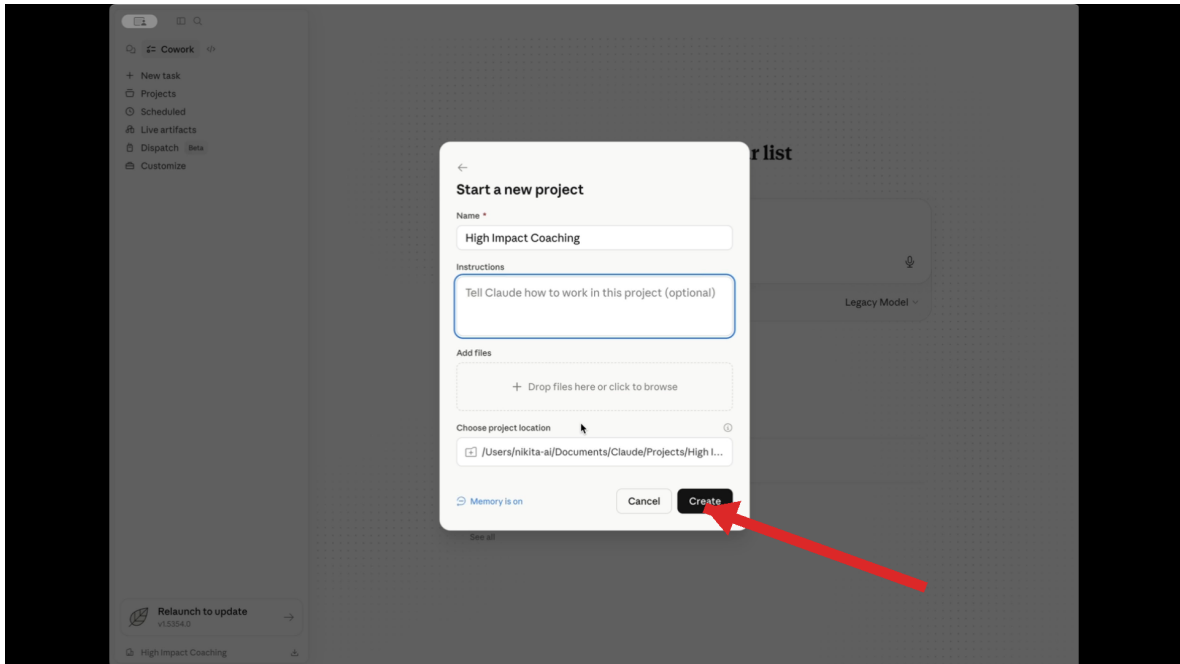 Cowork
New task
Projects
Scheduled
Live artifacts
Dispatch Beta
Customize
r list
Legacy Model
Start a new project
Name *
High Impact Coaching
Instructions
Tell Claude how to work in this project (optional)
Add files
Drop files here or click to browse
Choose project location
/Users/nikita-ai/Documents/Claude/Projects/High I...
Memory is on
Cancel
Create
See all
Relaunch to update
v1.5354.0
High Impact Coaching